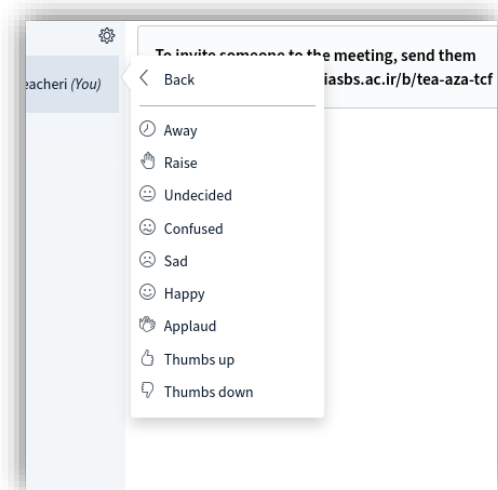 To invite someone to the meeting, send them
eacheri (You)
iasbs.ac.ir/b/tea-aza-tcf
Back
Away
Raise
Undecided
Confused
Sad
Happy
Applaud
Thumbs up
Thumbs down